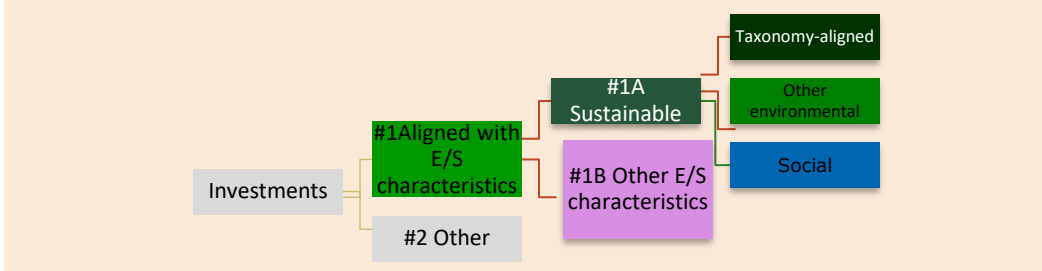 Taxonomy-aligned
#1A
Sustainable
Other
environmental
#1Aligned with
E/S
characteristics
#1B Other E/S
characteristics
Social
Investments
#2 Other